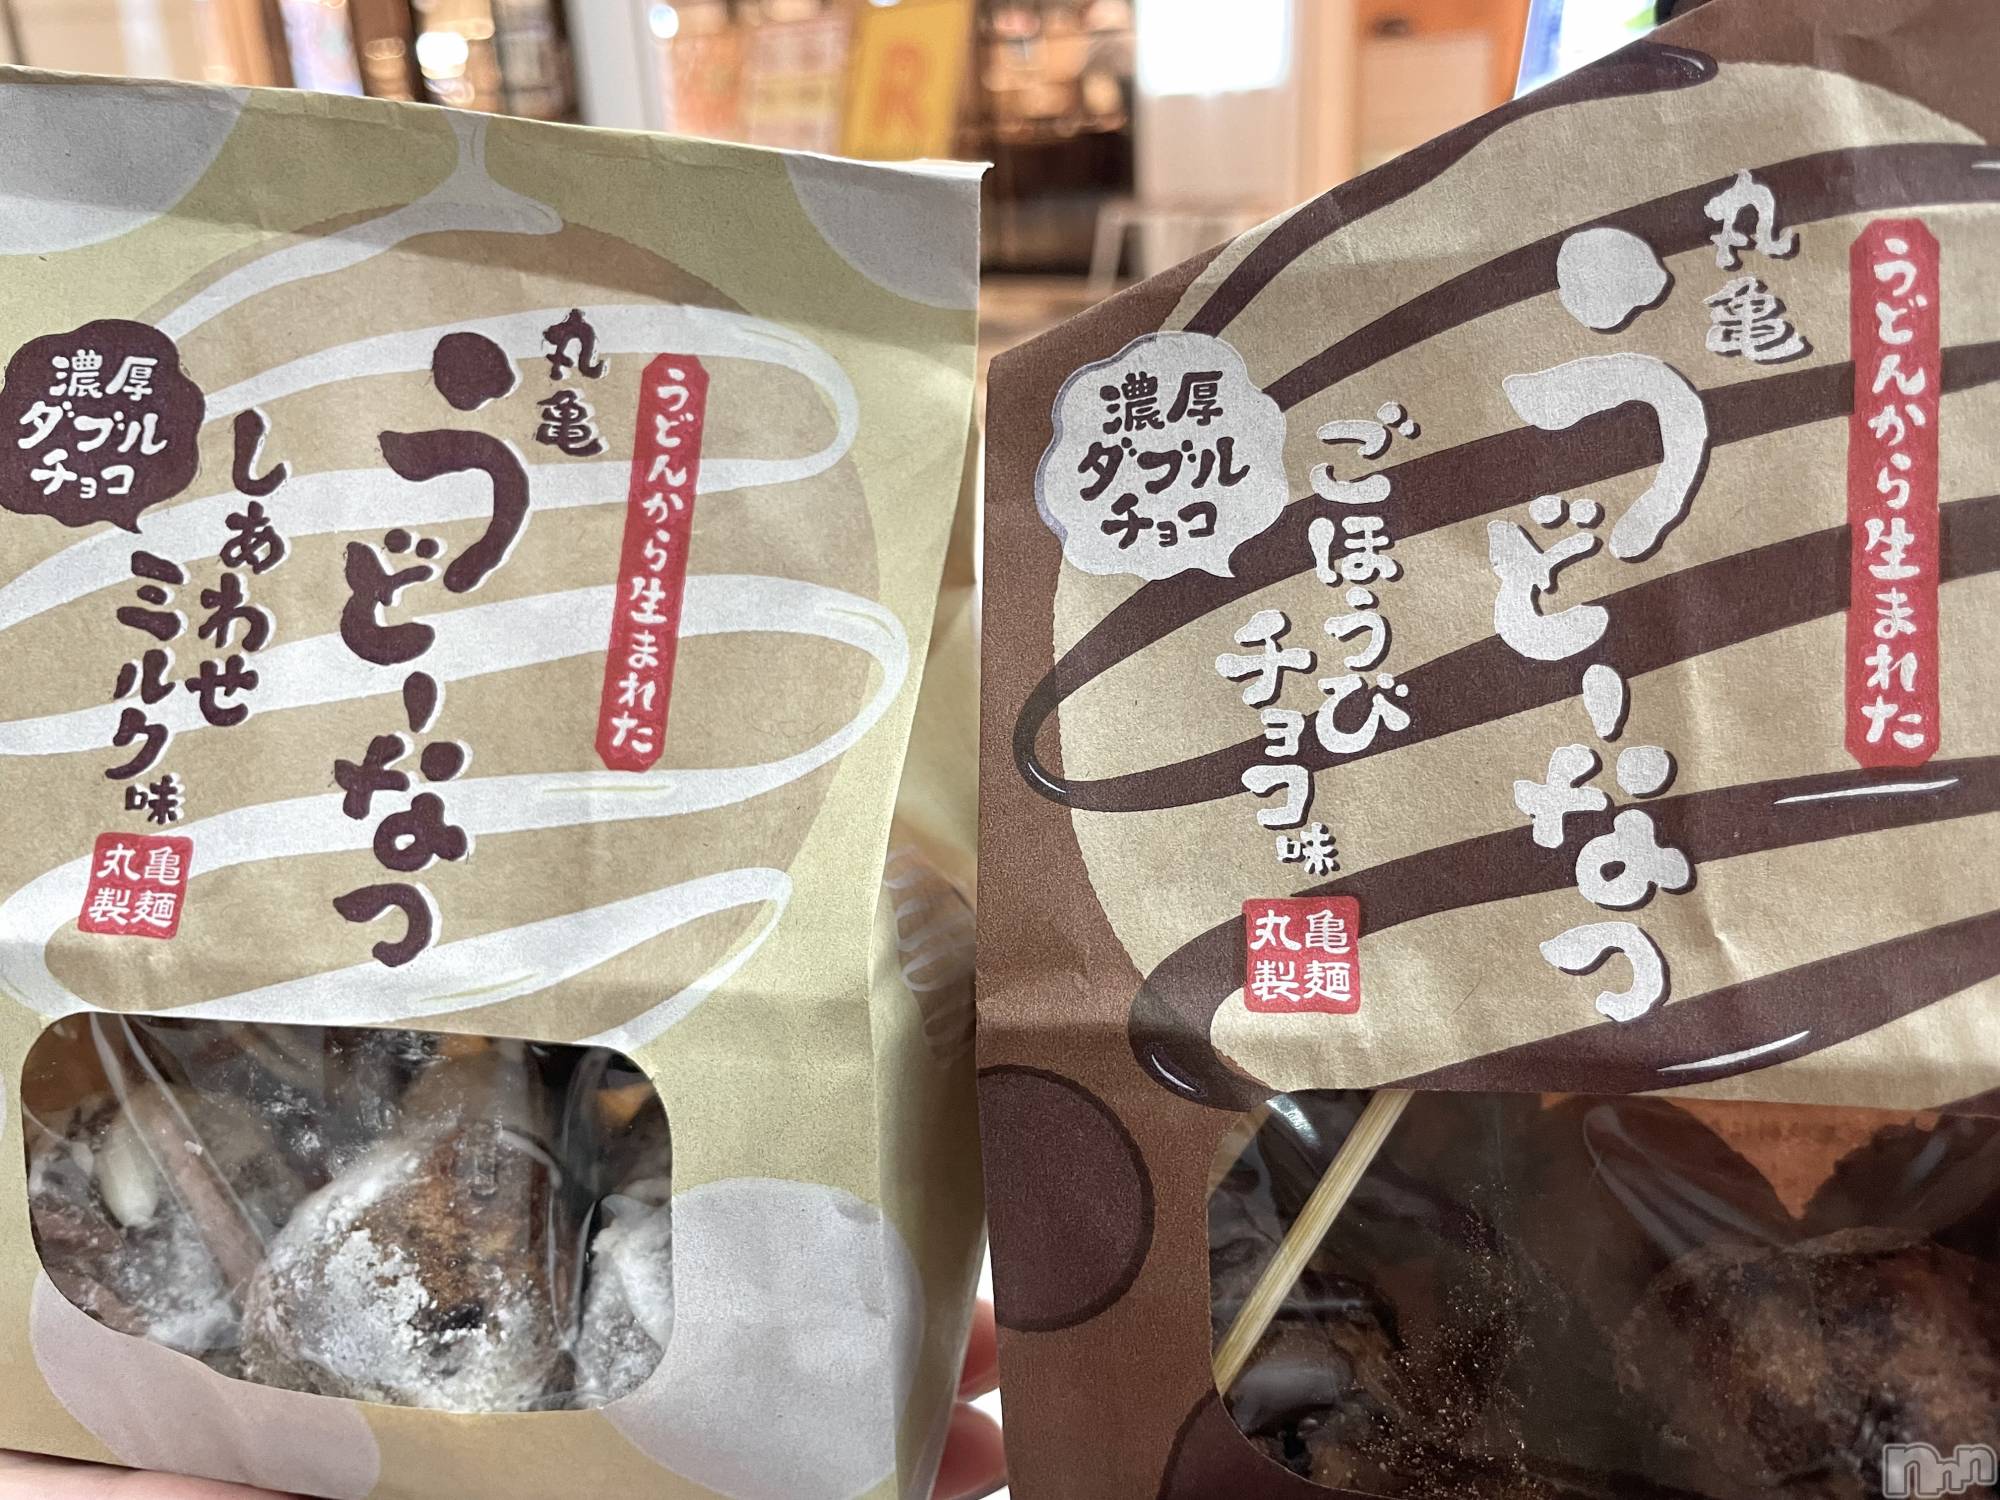 うどんから生まれた
丸亀
うどーなつ
濃厚
ダブル
チョコ
しあわせ
ミルク味
丸亀
製麺
うどんから生まれた
丸亀
うどーなつ
濃厚
ダブル
チョコ
ごほうび
チョコ味
丸亀
製麺
R
nnn